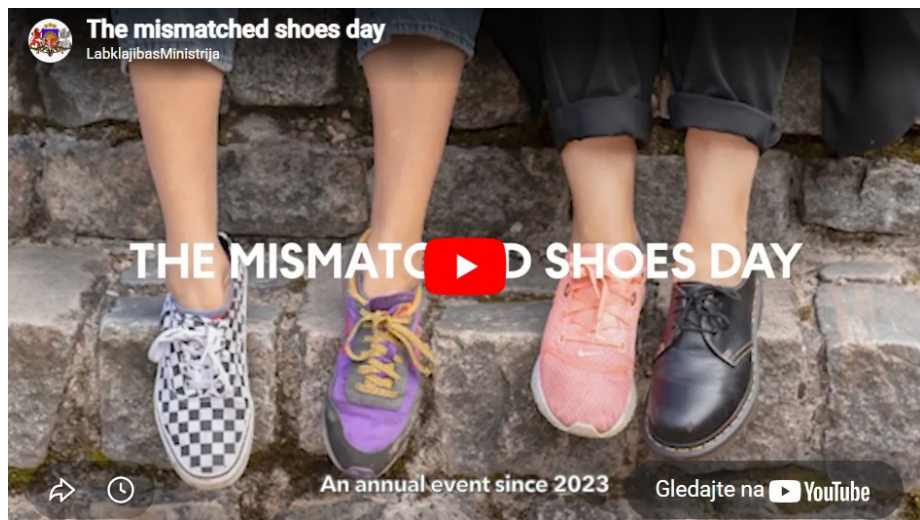 The mismatched shoes day
LabklajibasMinistrija
THE MISMATC D SHOES DAY
An annual event since 2023
Gledajte na YouTube